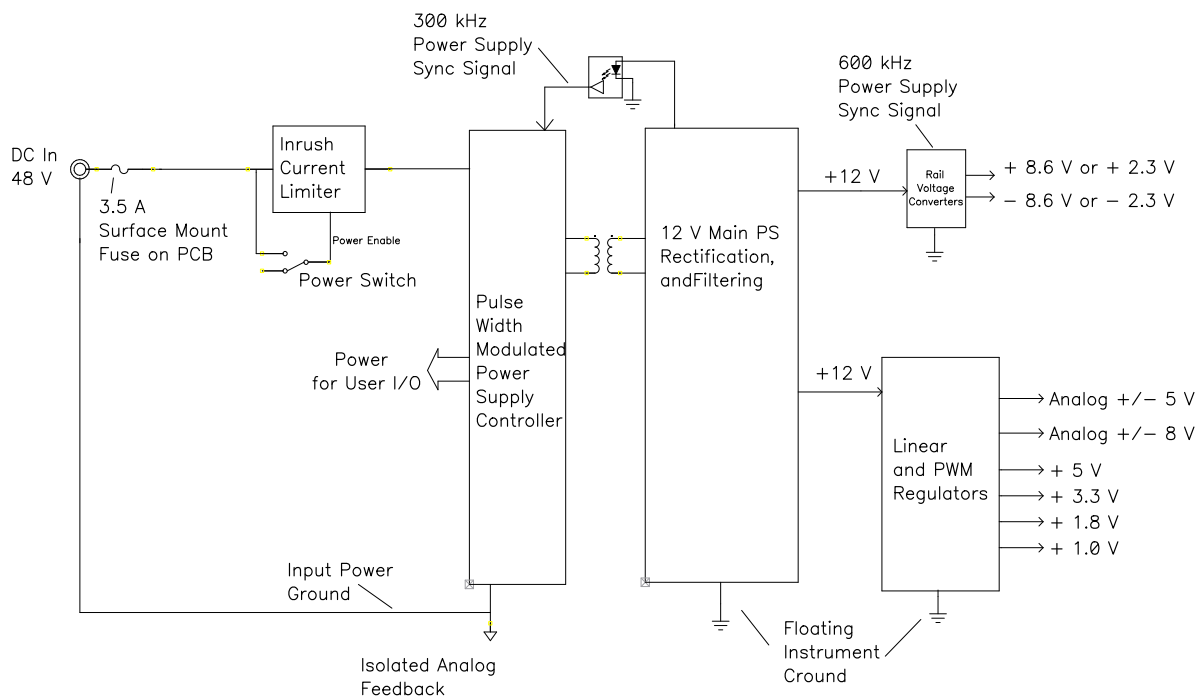 300 kHz
Power Supply
Sync Signal
600 kHz
Power Supply
Sync Signal
DC In
48 V
Inrush
Current
Limiter
3.5 A
Surface Mount
Fuse on PCB
Power Enable
Power Switch
+12 V
Rail
Voltage
Converters
+ 8.6 V or + 2.3 V
– 8.6 V or – 2.3 V
12 V Main PS
Rectification,
andFiltering
Pulse
Width
Modulated
Power
Supply
Controller
Power
for User I/O
+12 V
Linear
and PWM
Regulators
Analog +/– 5 V
Analog +/– 8 V
+ 5 V
+ 3.3 V
+ 1.8 V
+ 1.0 V
Input Power
Ground
Isolated Analog
Feedback
Floating
Instrument
Ground